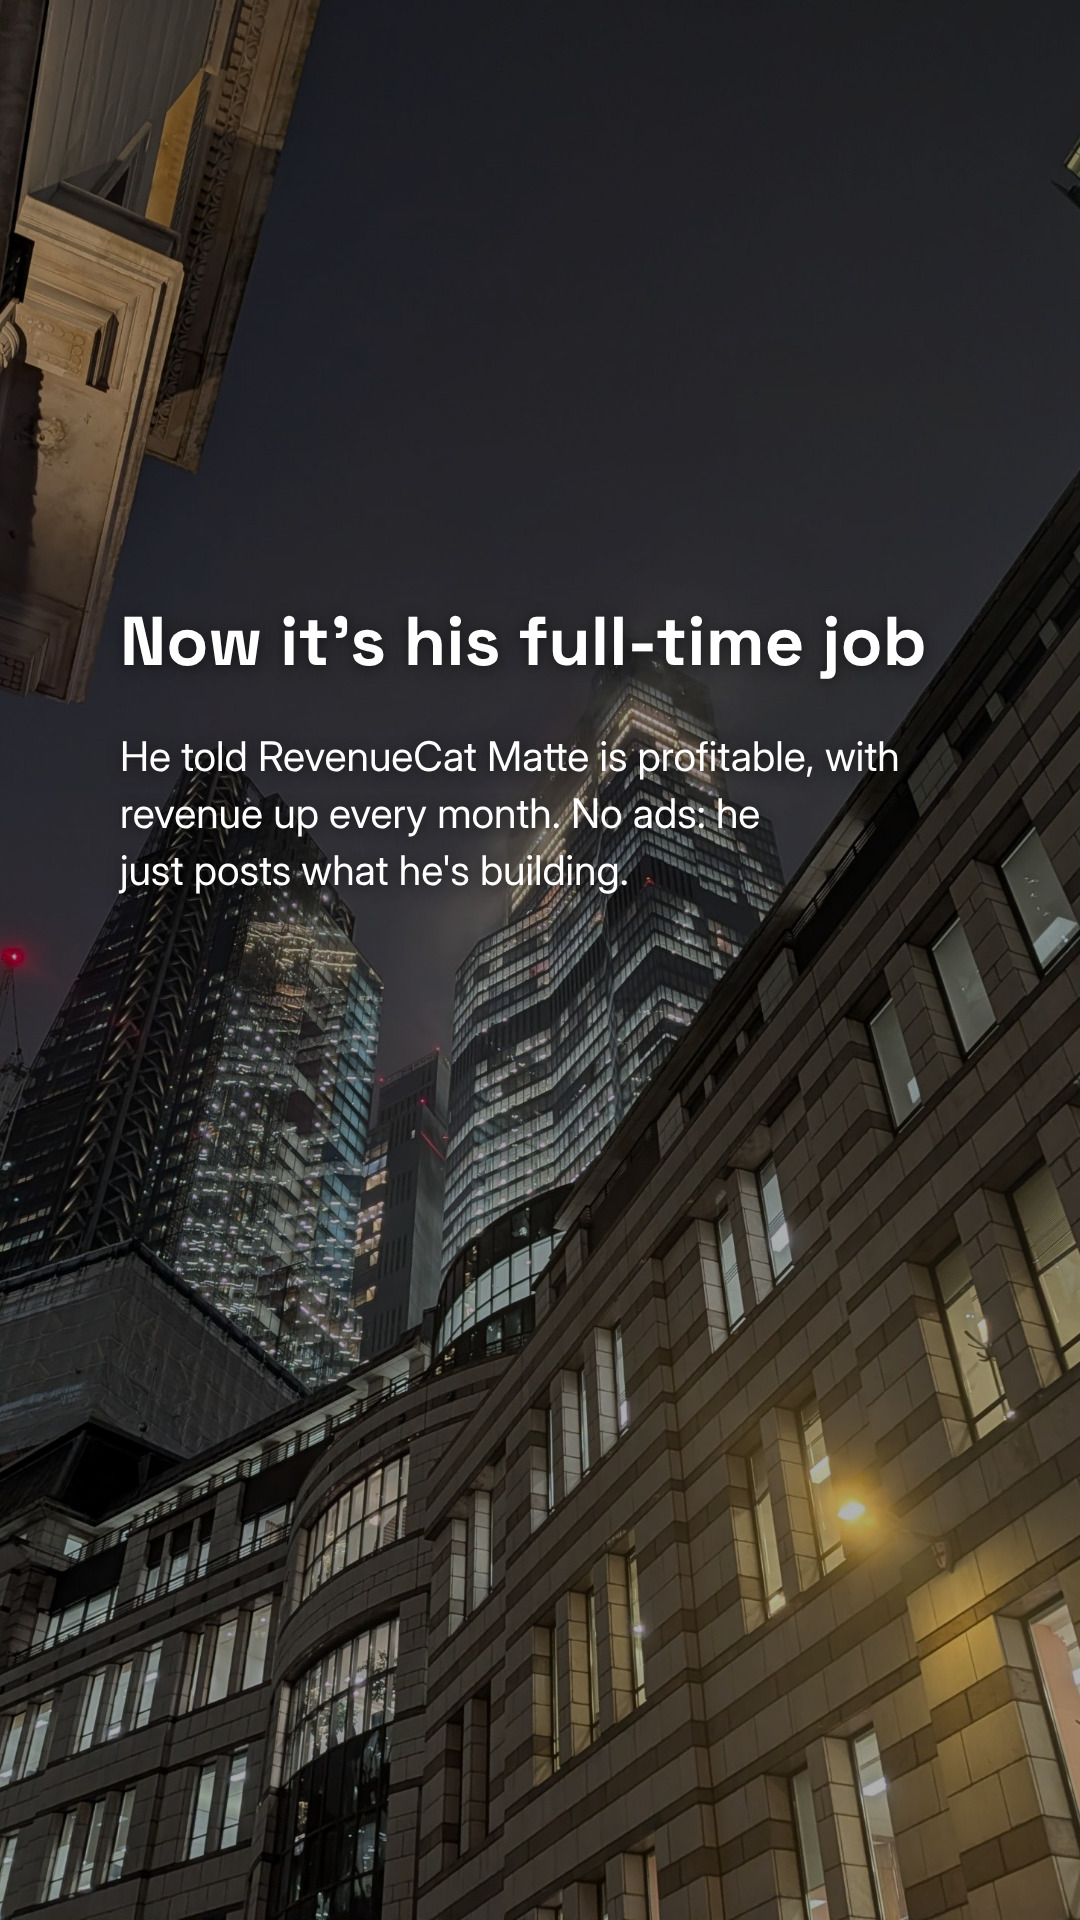 Now it’s his full-time job
He told RevenueCat Matte is profitable, with
revenue up every month. No ads: he
just posts what he's building.